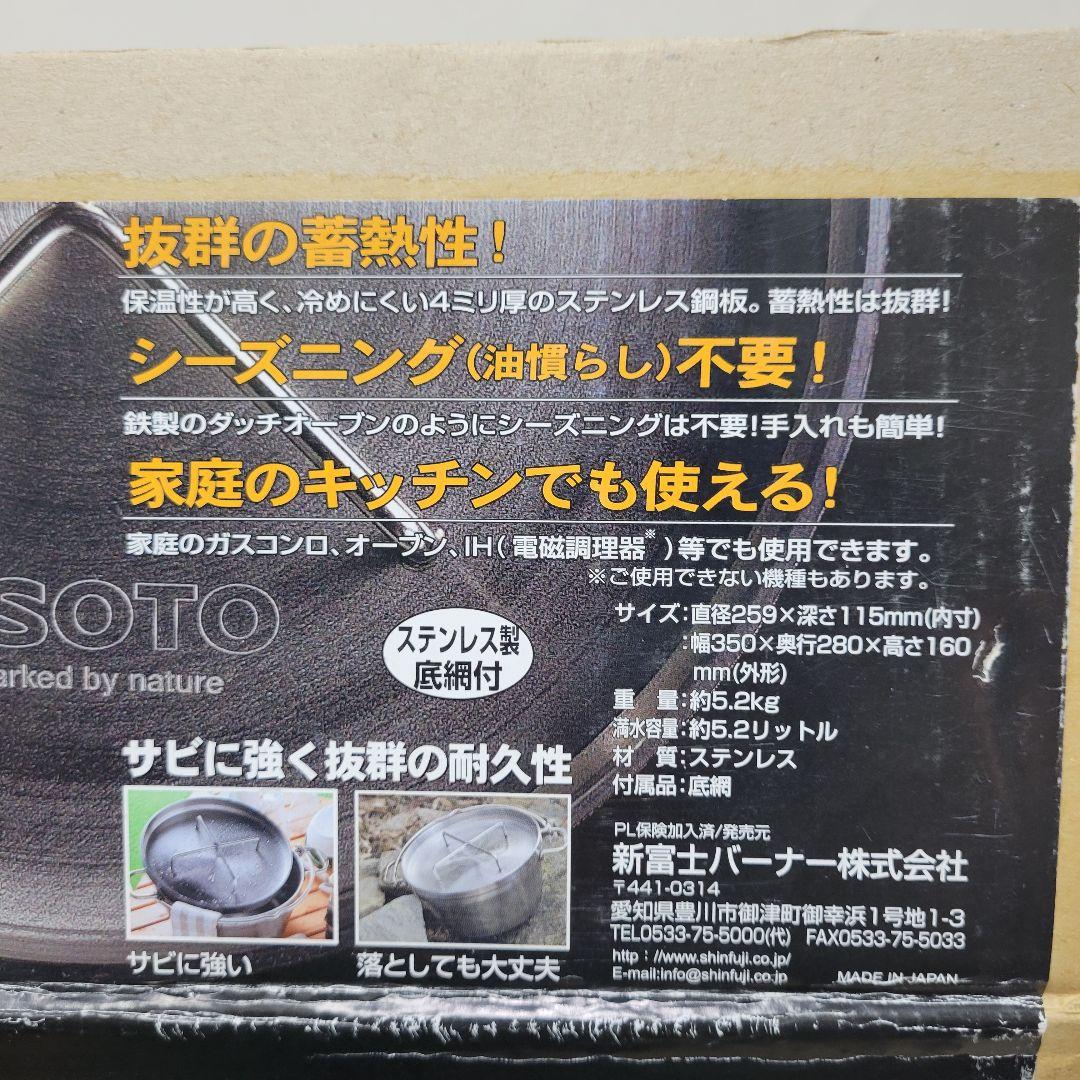 抜群の蓄熱性!
保温性が高く、冷めにくい4ミリ厚のステンレス鋼板。蓄熱性は抜群!
シーズニング(油慣らし)不要!
鉄製のダッチオーブンのようにシーズニングは不要!手入れも簡単!
家庭のキッチンでも使える!
家庭のガスコンロ、オーブン、IH(電磁調理器※)等でも使用できます。
※ご使用できない機種もあります。
SOTO
arked by nature
ステンレス製
底網付
サイズ:直径259×深さ115mm(内寸)
:幅350×奥行280×高さ160
mm(外形)
重 量:約5.2kg
満水容量:約5.2リットル
材 質:ステンレス
付属品:底網
サビに強く抜群の耐久性
サビに強い
落としても大丈夫
PL保険加入済/発売元
新富士バーナー株式会社
〒441-0314
愛知県豊川市御津町御幸浜1号地1-3
TEL0533-75-5000(代) FAX0533-75-5033
http://www.shinfuji.co.jp/
E-mail:info@shinfuji.co.jp
MADE IN JAPAN